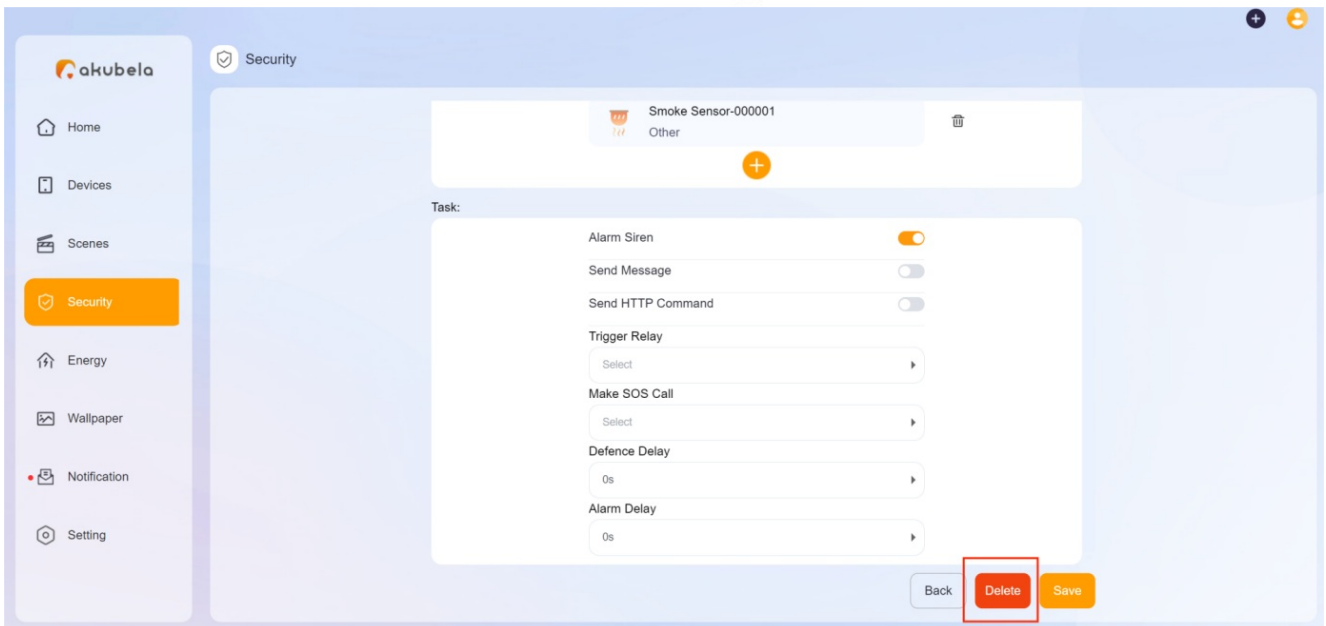 akubela
Security
Home
Devices
Scenes
Security
Energy
Wallpaper
Notification
Setting
Smoke Sensor-000001
Other
Task:
Alarm Siren
Send Message
Send HTTP Command
Trigger Relay
Select
Make SOS Call
Select
Defence Delay
0s
Alarm Delay
0s
Back Delete Save